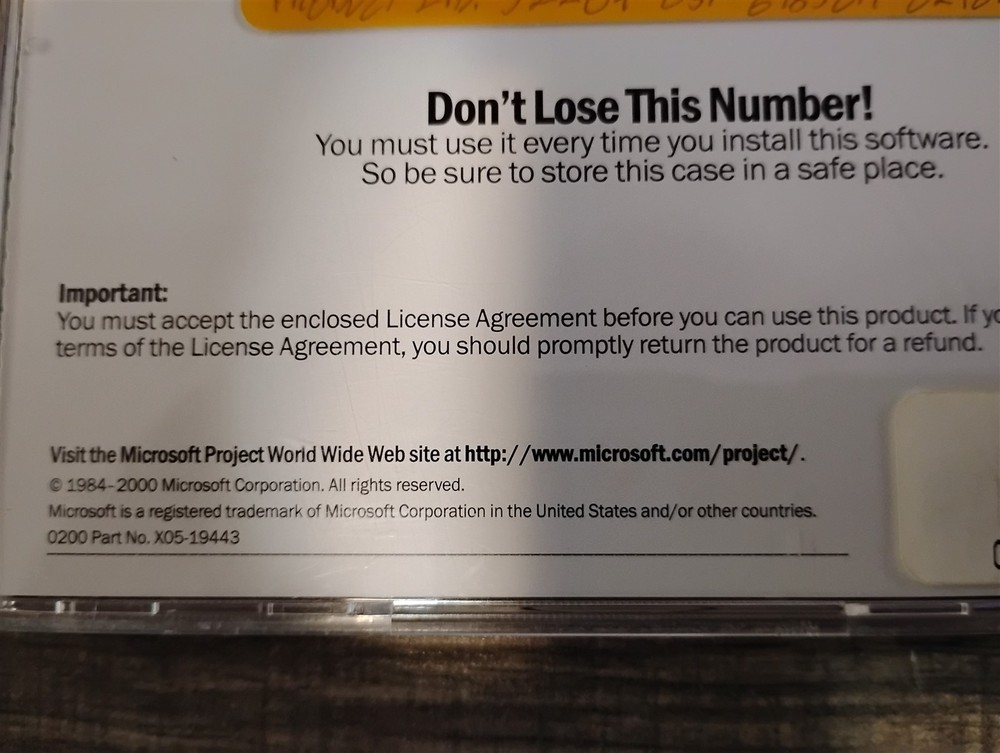 Don't Lose This Number!
You must use it every time you install this software.
So be sure to store this case in a safe place.
Important:
You must accept the enclosed License Agreement before you can use this product. If
terms of the License Agreement, you should promptly return the product for a refund.
Visit the Microsoft Project World Wide Web site at http://www.microsoft.com/project/.
© 1984-2000 Microsoft Corporation. All rights reserved.
Microsoft is a registered trademark of Microsoft Corporation in the United States and/or other countries.
0200 Part No. X05-19443